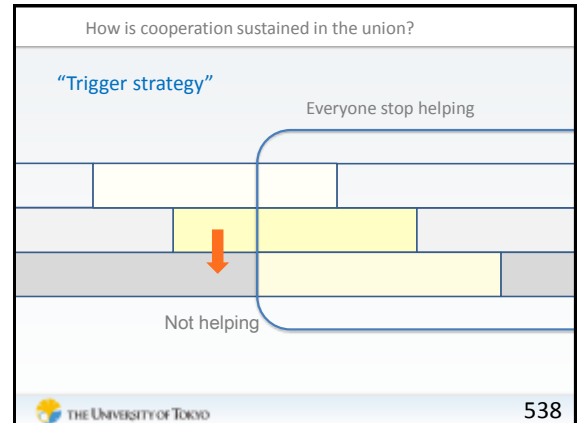 How is cooperation sustained in the union?
“Trigger strategy”
Everyone stop helping
Not helping
THE UNIVERSITY OF TOKYO
538